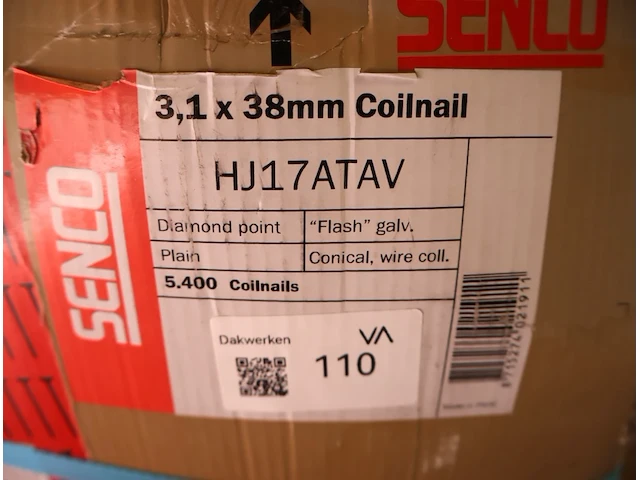 SENCO
3,1 x 38mm Coilnail
HJ17ATAV
Diamond point
"Flash" galv.
Plain
Conical, wire coll.
5.400 Coilnails
SENCO
Dakwerken
VA
110
8715274021911